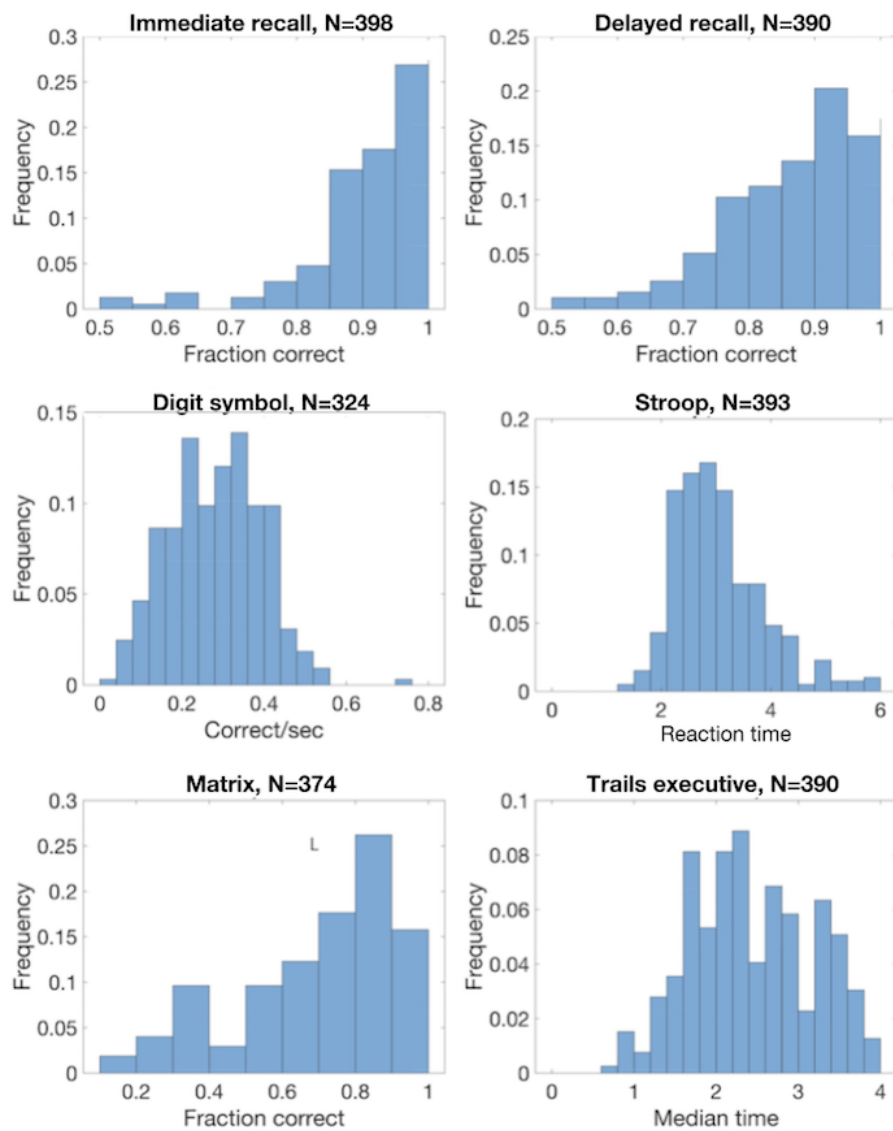 Immediate recall, N=398
0.3
0.25
0.2
0.15
0.1
0.05
0
Frequency
0.5 0.6 0.7 0.8 0.9 1
Fraction correct
Delayed recall, N=390
0.25
0.2
0.15
0.1
0.05
0
Frequency
0.5 0.6 0.7 0.8 0.9 1
Fraction correct
Digit symbol, N=324
0.15
0.1
0.05
0
Frequency
0 0.2 0.4 0.6 0.8
Correct/sec
Stroop, N=393
0.2
0.15
0.1
0.05
0
Frequency
0 2 4 6
Reaction time
Matrix, N=374
0.3
0.25
0.2
0.15
0.1
0.05
0
Frequency
L
0.2 0.4 0.6 0.8 1
Fraction correct
Trails executive, N=390
0.1
0.08
0.06
0.04
0.02
0
Frequency
0 1 2 3 4
Median time